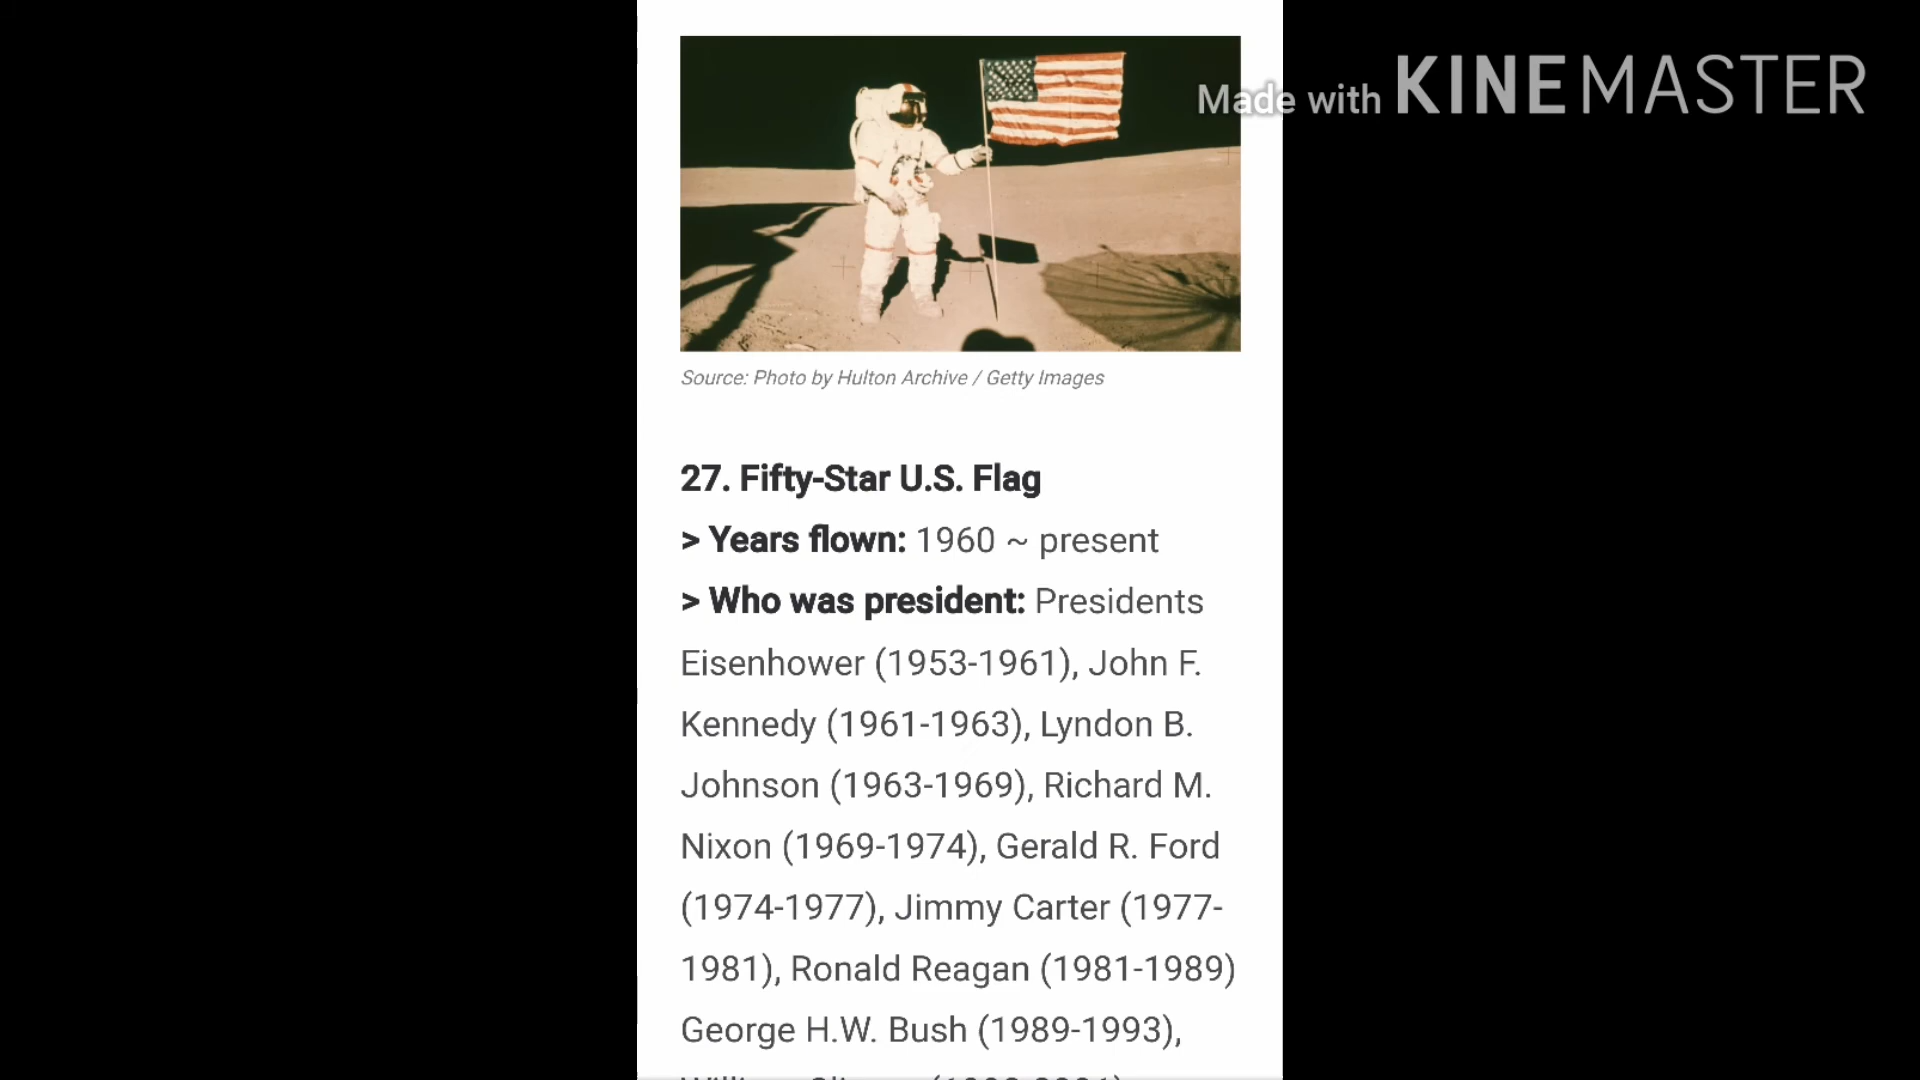 Made with KINEMASTER
Source: Photo by Hulton Archive / Getty Images
27. Fifty-Star U.S. Flag
> Years flown: 1960 ~ present
> Who was president: Presidents
Eisenhower (1953-1961), John F.
Kennedy (1961-1963), Lyndon B.
Johnson (1963-1969), Richard M.
Nixon (1969-1974), Gerald R. Ford
(1974-1977), Jimmy Carter (1977-
1981), Ronald Reagan (1981-1989)
George H.W. Bush (1989-1993),